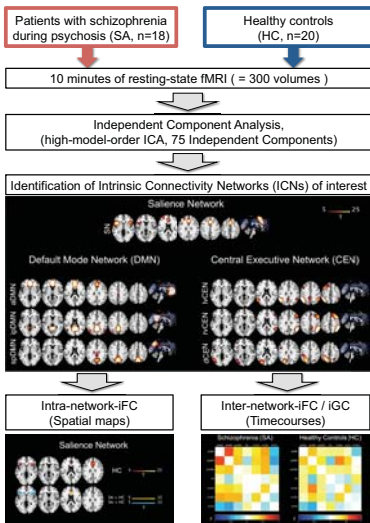 Patients with schizophrenia
during psychosis (SA, n=18)
Healthy controls
(HC, n=20)
10 minutes of resting-state fMRI ( = 300 volumes )
Independent Component Analysis,
(high-model-order ICA, 75 Independent Components)
Identification of Intrinsic Connectivity Networks (ICNs) of interest
Salience Network
5 25
T
SN
Default Mode Network (DMN)
Central Executive Network (CEN)
lvCEN
rvCEN
dCEN
Intra-network-iFC
(Spatial maps)
Inter-network-iFC / iGC
(Timecourses)
Salience Network
HC
Schizophrenia (SA)
Healthy Controls (HC)